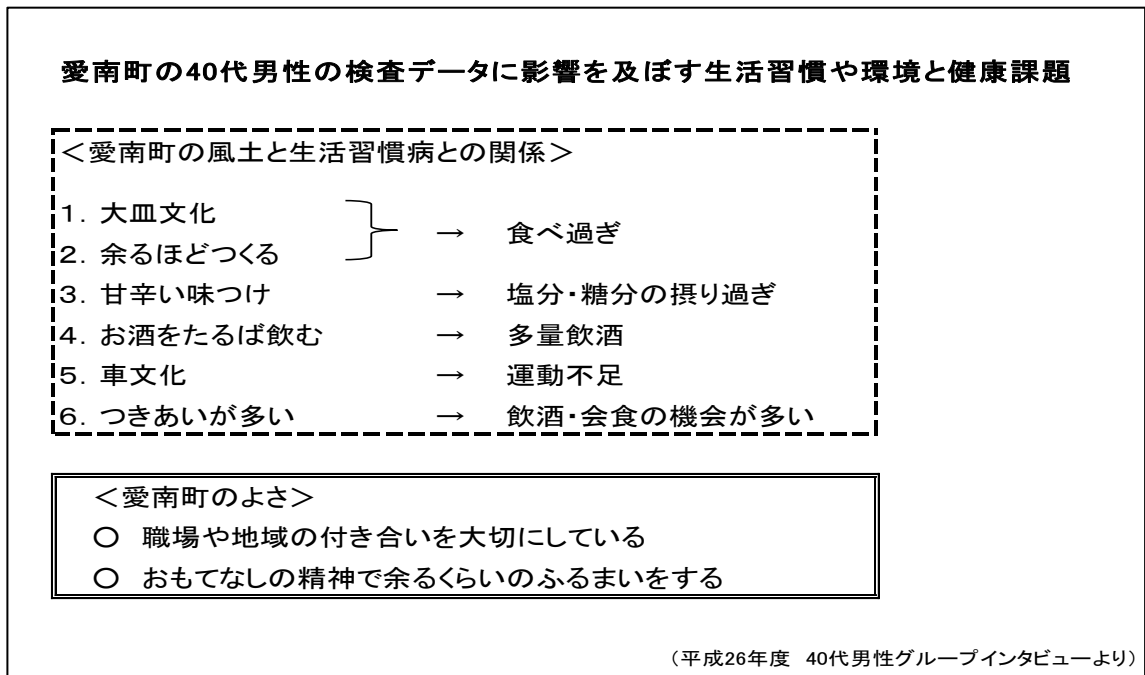 愛南町の40代男性の検査データに影響を及ぼす生活習慣や環境と健康課題
＜愛南町の風土と生活習慣病との関係＞
１．大皿文化
２．余るほどつくる
→ 食べ過ぎ
３．甘辛い味つけ → 塩分・糖分の摂り過ぎ
４．お酒をたるば飲む → 多量飲酒
５．車文化 → 運動不足
６．つきあいが多い → 飲酒・会食の機会が多い
＜愛南町のよさ＞
○ 職場や地域の付き合いを大切にしている
○ おもてなしの精神で余るくらいのふるまいをする
（平成26年度 40代男性グループインタビューより）